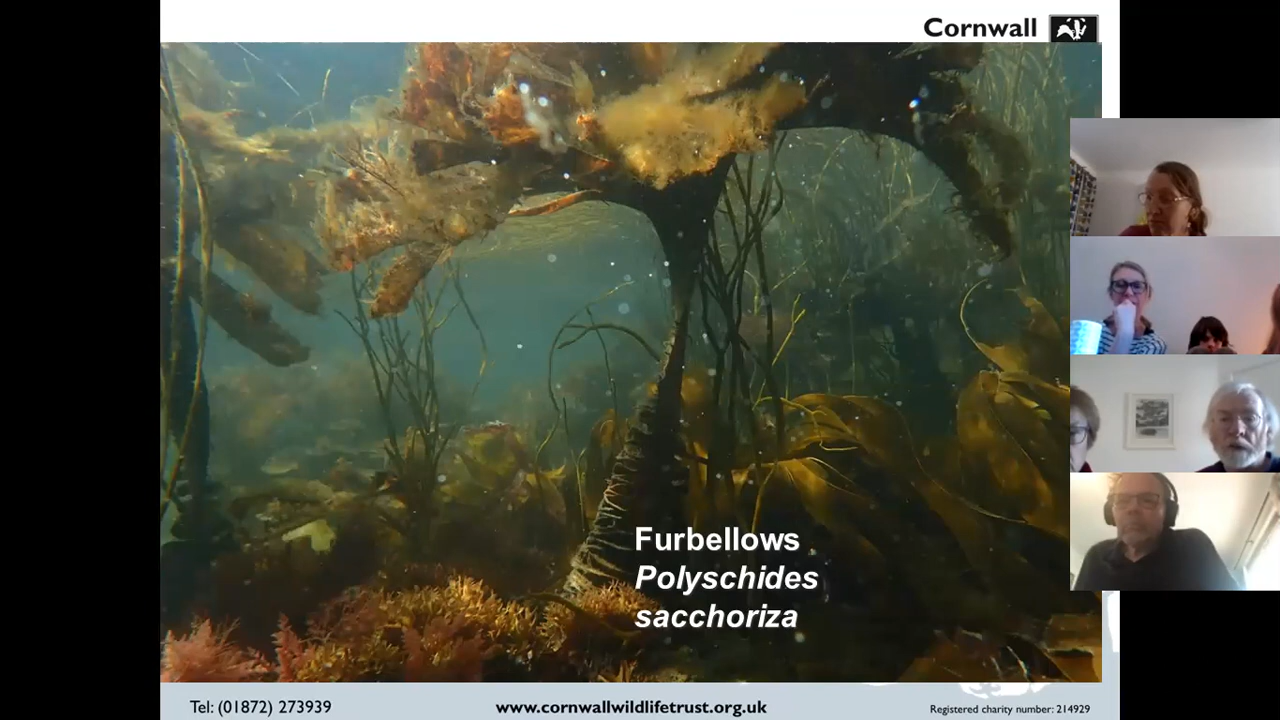 Cornwall
Furbellows
Polyschides
sacchoriza
Tel: (01872) 273939
www.cornwallwildlifetrust.org.uk
Registered charity number: 214929